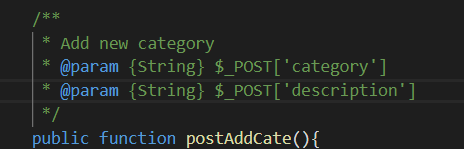 /**
* Add new category
* @param {String} $_POST['category']
* @param {String} $_POST['description']
*/
public function postAddCate(){